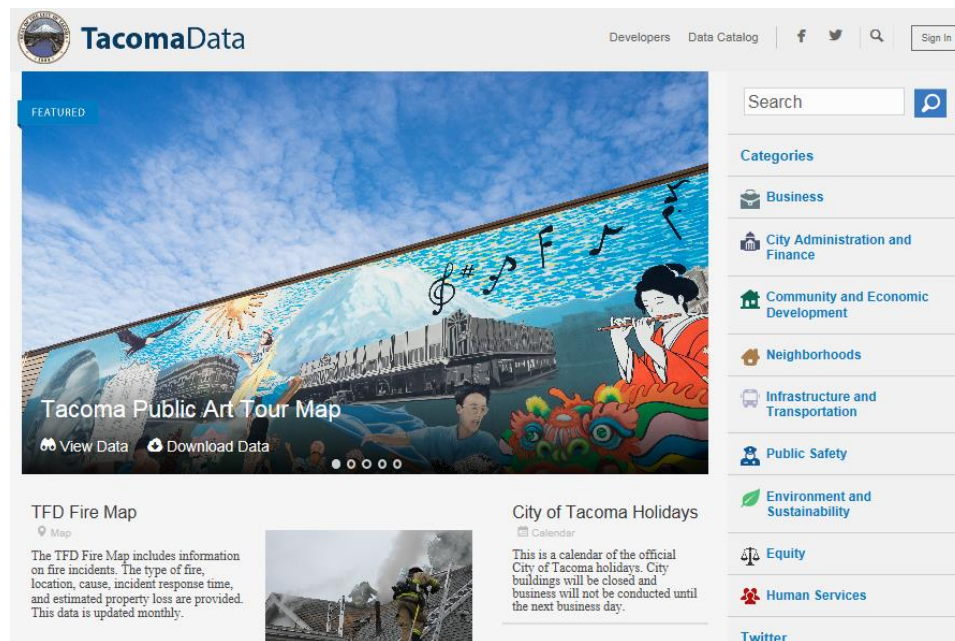 TacomaData
Developers Data Catalog
Sign In
FEATURED
Tacoma Public Art Tour Map
View Data Download Data
TFD Fire Map
Map
The TFD Fire Map includes information
on fire incidents. The type of fire,
location, cause, incident response time,
and estimated property loss are provided.
This data is updated monthly.
City of Tacoma Holidays
Calendar
This is a calendar of the official
City of Tacoma holidays. City
buildings will be closed and
business will not be conducted until
the next business day.
Search
Categories
Business
City Administration and
Finance
Community and Economic
Development
Neighborhoods
Infrastructure and
Transportation
Public Safety
Environment and
Sustainability
Equity
Human Services
Twitter